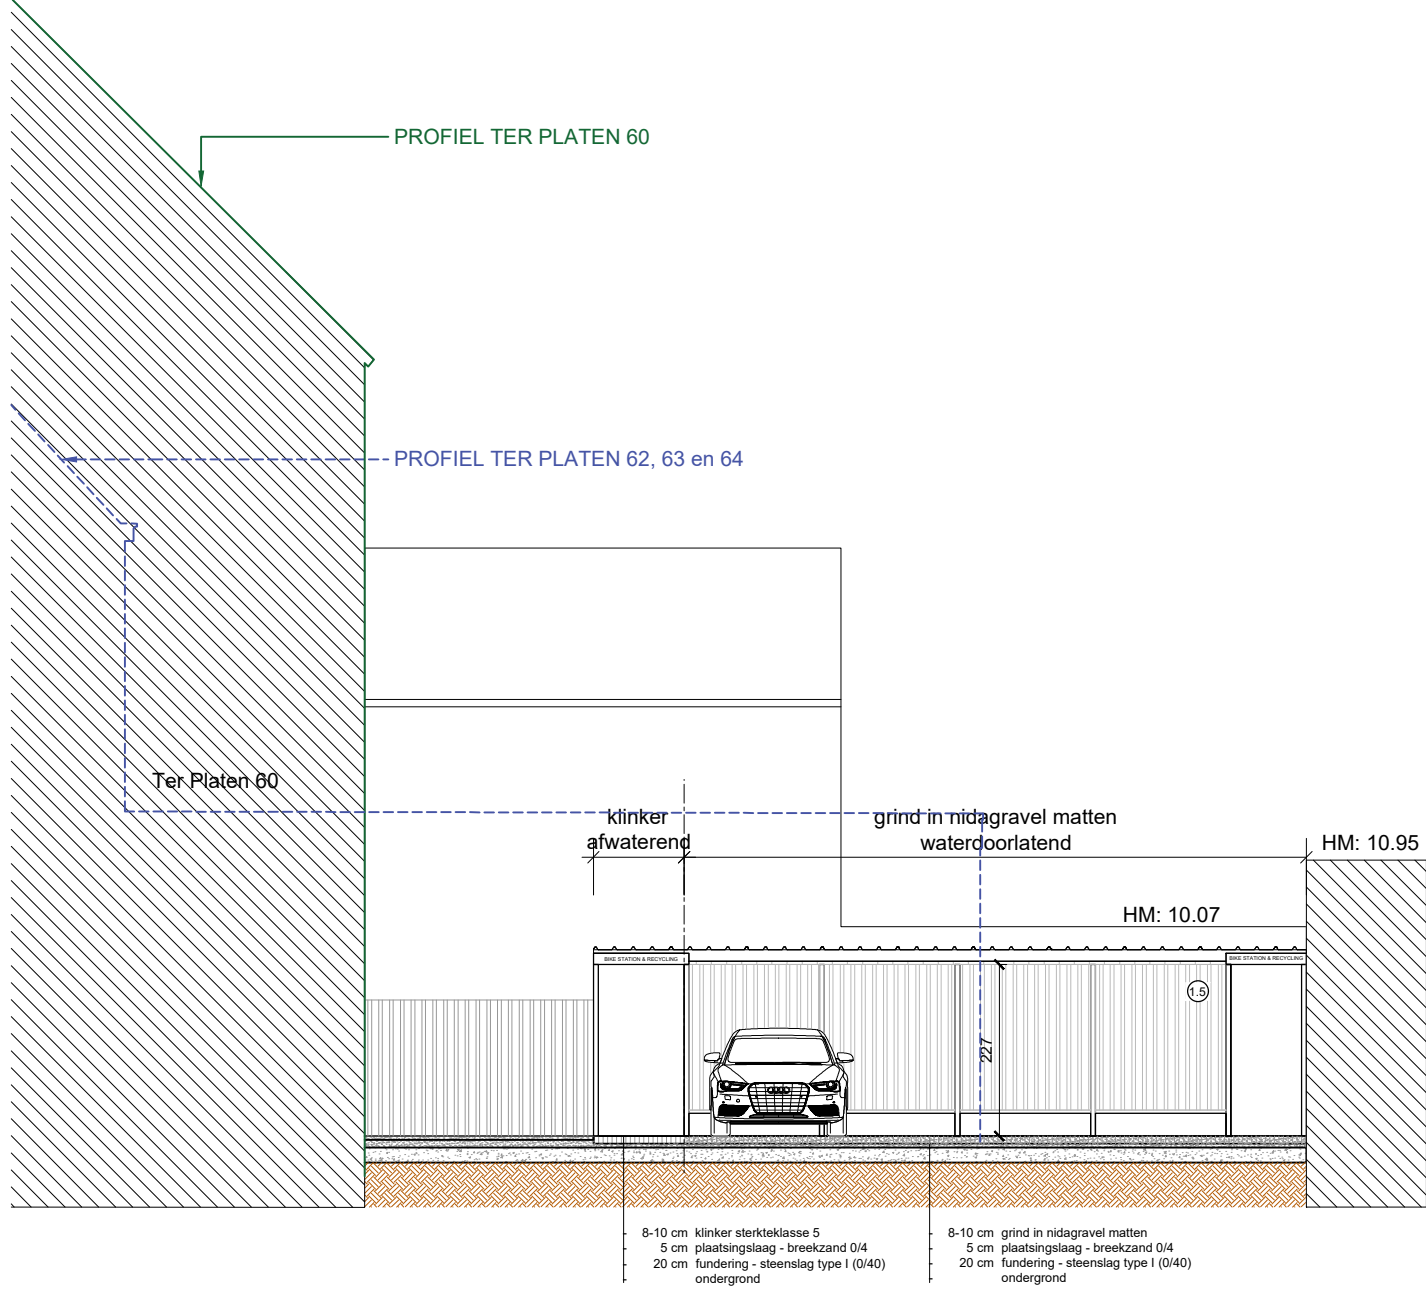 PROFIEL TER PLATEN 60
PROFIEL TER PLATEN 62, 63 en 64
Ter Platen 60
klinker
afwaterend
grind in nidagravel matten
waterdoorlatend
HM: 10.95
HM: 10.07
BIKE STATION & RECYCLING
BIKE STATION & RECYCLING
1.5
227
8-10 cm klinker sterkteklasse 5
5 cm plaatsingslaag - breekzand 0/4
20 cm fundering - steenslag type I (0/40)
ondergrond
8-10 cm grind in nidagravel matten
5 cm plaatsingslaag - breekzand 0/4
20 cm fundering - steenslag type I (0/40)
ondergrond